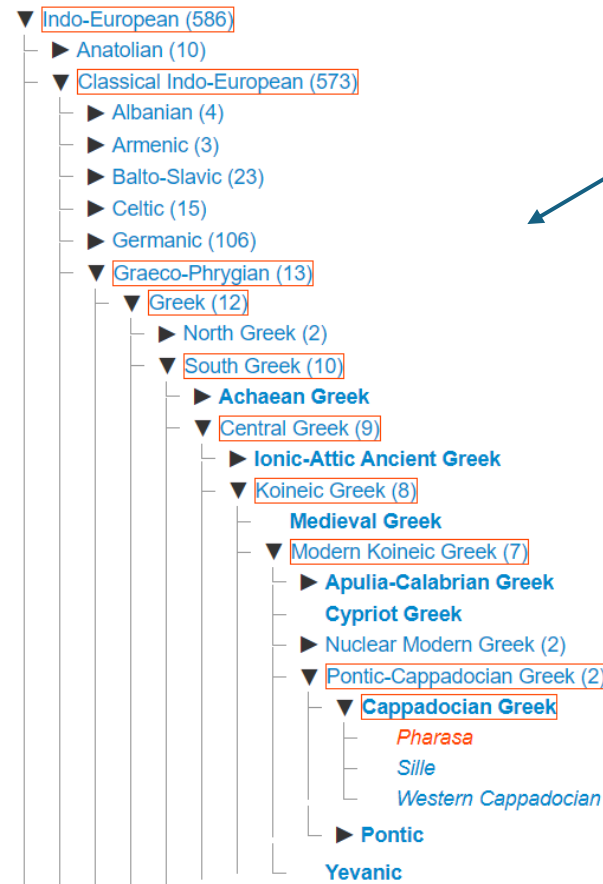 Indo-European (586)
Anatolian (10)
Classical Indo-European (573)
Albanian (4)
Armenic (3)
Balto-Slavic (23)
Celtic (15)
Germanic (106)
Graeco-Phrygian (13)
Greek (12)
North Greek (2)
South Greek (10)
Achaean Greek
Central Greek (9)
Ionic-Attic Ancient Greek
Koineic Greek (8)
Medieval Greek
Modern Koineic Greek (7)
Apulia-Calabrian Greek
Cypriot Greek
Nuclear Modern Greek (2)
Pontic-Cappadocian Greek (2)
Cappadocian Greek
Pharasa
Sille
Western Cappadocian
Pontic
Yevanic